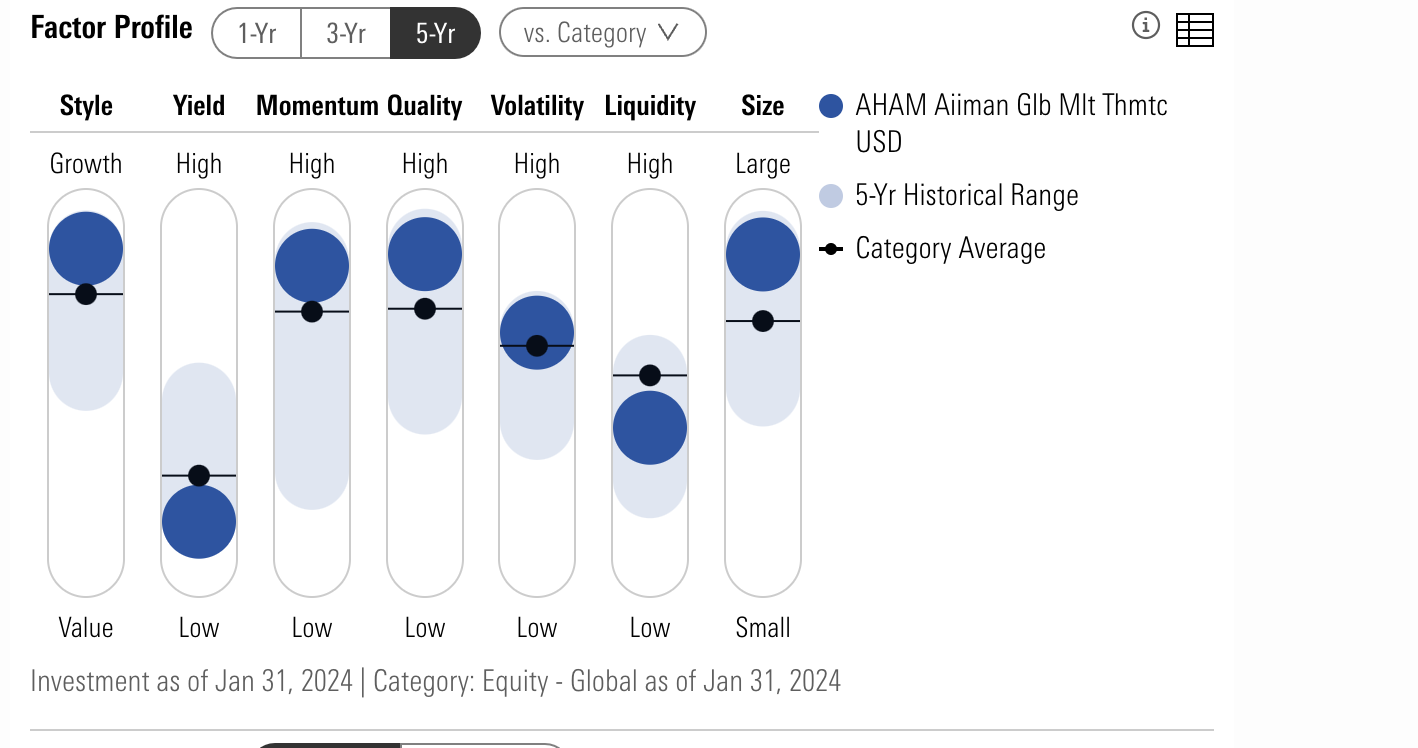 Factor Profile 1-Yr 3-Yr 5-Yr vs. Category
Style Yield Momentum Quality Volatility Liquidity Size
Growth High High High High High Large
Value Low Low Low Low Low Small
AHAM Aiiman Glb Mlt Thmtc
USD
5-Yr Historical Range
Category Average
Investment as of Jan 31, 2024 | Category: Equity - Global as of Jan 31, 2024